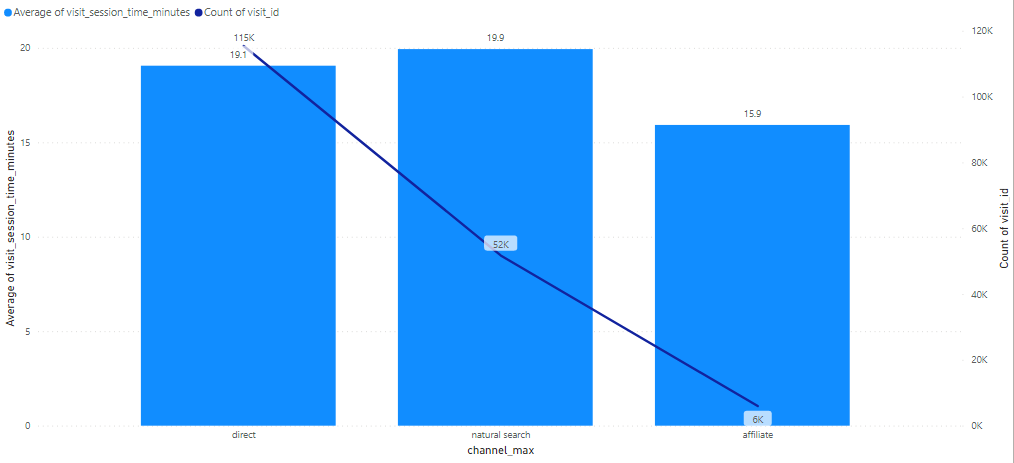 Average of visit_session_time_minutes Count of visit_id
Average of visit_session_time_minutes
20
15
10
5
0
115K
19.1
19.9
15.9
52K
6K
120K
100K
80K
60K
40K
20K
0K
Count of visit_id
direct natural search affiliate
channel_max